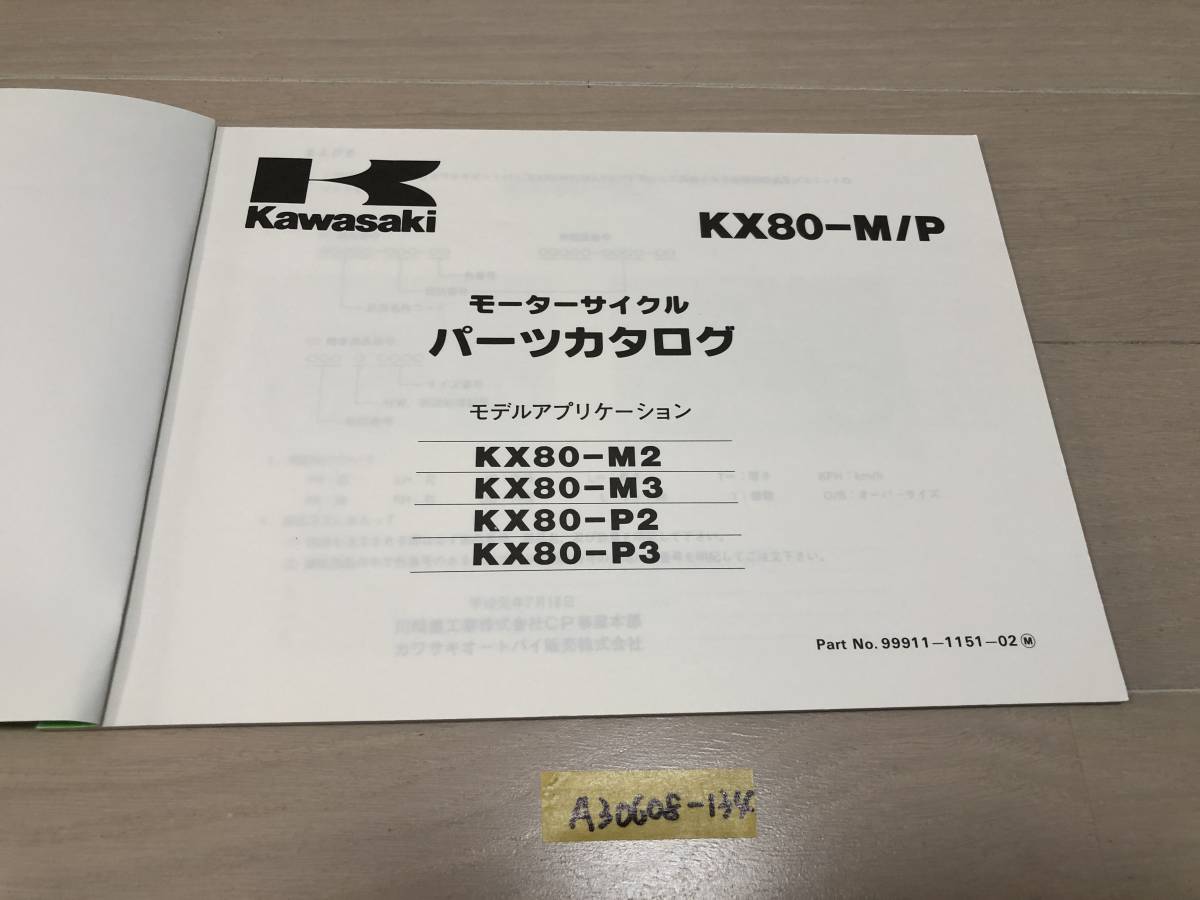 Kawasaki
KX80-M/P
モーターサイクル
パーツカタログ
モデルアプリケーション
KX80-M2
KX80-M3
KX80-P2
KX80-P3
Part No. 99911-1151-02 Ⓜ
A30608-134